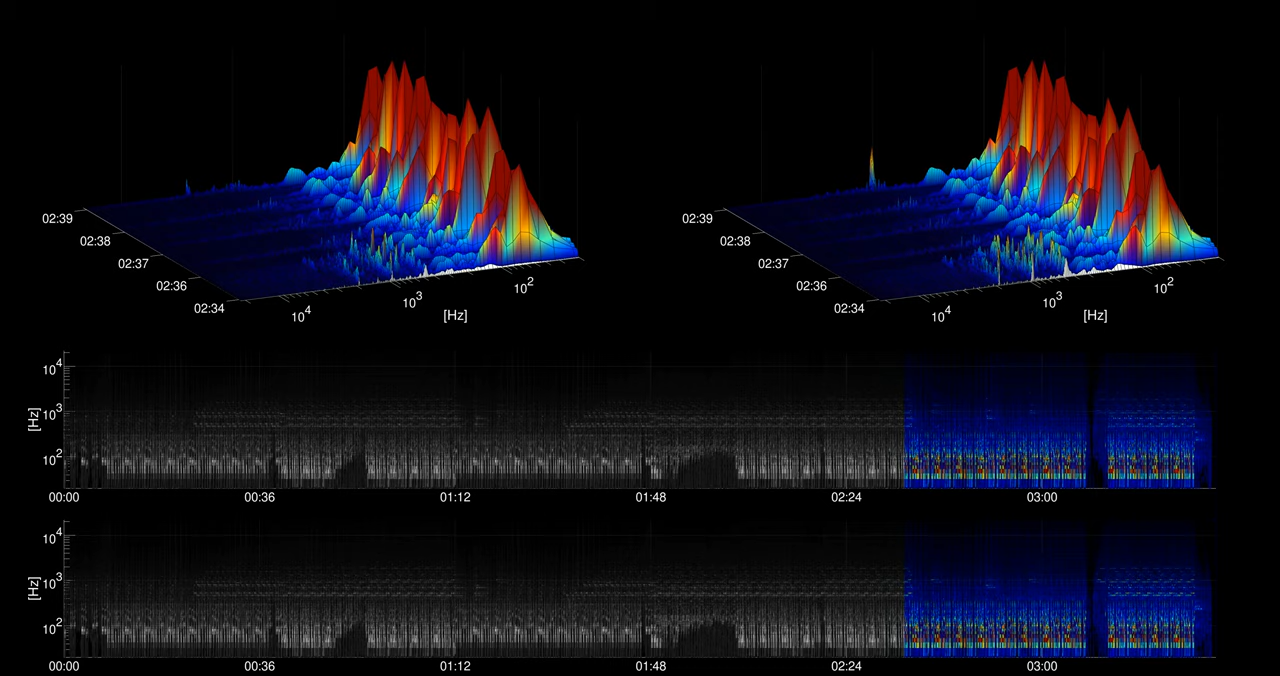 02:39 02:39
02:38 02:38
02:37 02:37
02:36 02:36
02:34 02:34
10⁴ 10³ 10² 10⁴ 10³ 10²
[Hz] [Hz]
10⁴
10³
[Hz]
10²
00:00 00:36 01:12 01:48 02:24 03:00
10⁴
10³
[Hz]
10²
00:00 00:36 01:12 01:48 02:24 03:00